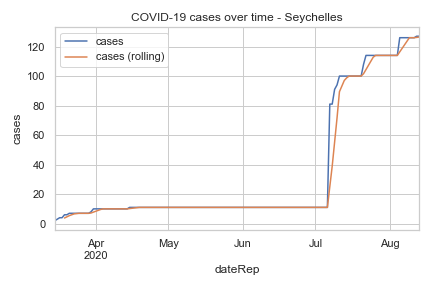 COVID-19 cases over time - Seychelles
cases
cases (rolling)
cases
120
100
80
60
40
20
0
Apr May Jun Jul Aug
2020
dateRep